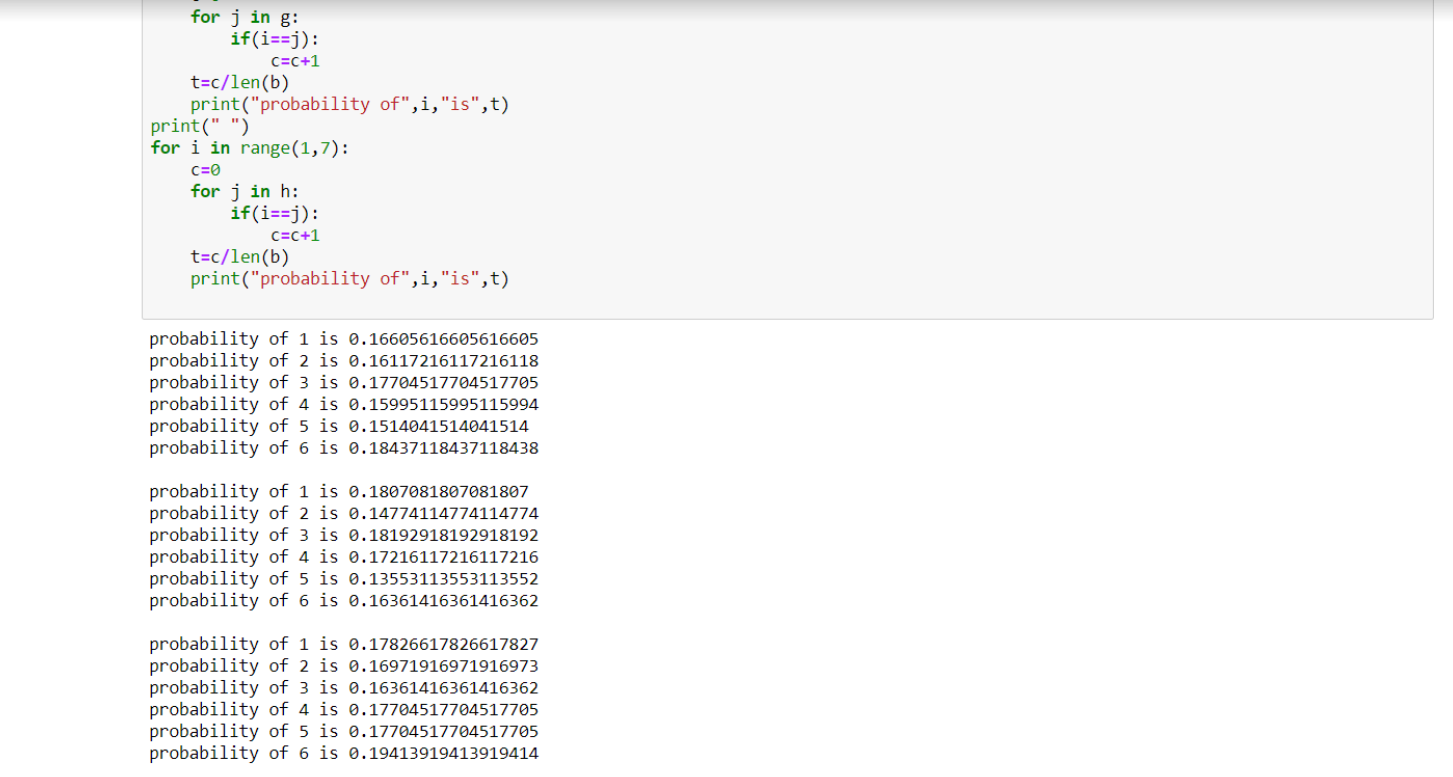 for j in g:
        if(i==j):
            c=c+1
    t=c/len(b)
    print("probability of",i,"is",t)
print(" ")
for i in range(1,7):
    c=0
    for j in h:
        if(i==j):
            c=c+1
    t=c/len(b)
    print("probability of",i,"is",t)
probability of 1 is 0.16605616605616605
probability of 2 is 0.16117216117216118
probability of 3 is 0.17704517704517705
probability of 4 is 0.15995115995115994
probability of 5 is 0.1514041514041514
probability of 6 is 0.18437118437118438
probability of 1 is 0.1807081807081807
probability of 2 is 0.14774114774114774
probability of 3 is 0.18192918192918192
probability of 4 is 0.17216117216117216
probability of 5 is 0.13553113553113552
probability of 6 is 0.16361416361416362
probability of 1 is 0.17826617826617827
probability of 2 is 0.16971916971916973
probability of 3 is 0.16361416361416362
probability of 4 is 0.17704517704517705
probability of 5 is 0.17704517704517705
probability of 6 is 0.19413919413919414